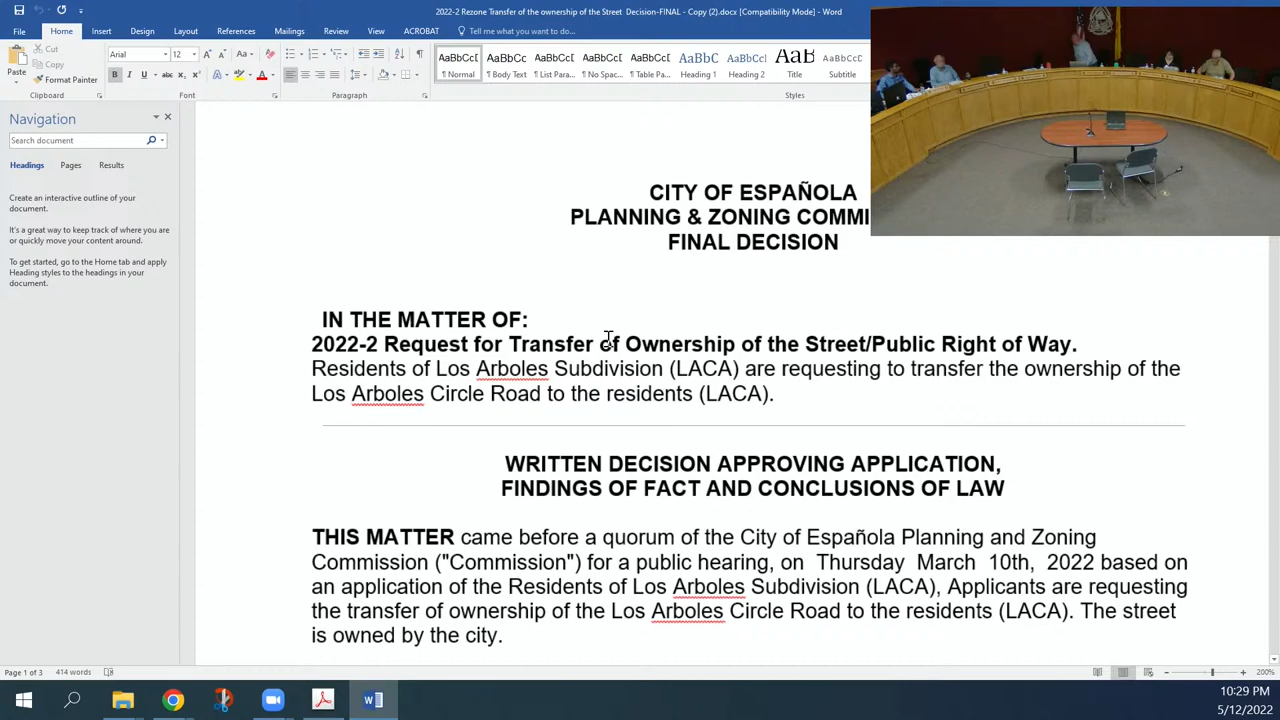 2022-2 Rezone Transfer of the ownership of the Street Decision-FINAL - Copy (2).docx [Compatibility Mode] - Word
File Home Insert Design Layout References Mailings Review View ACROBAT Tell me what you want to do...
Paste
Cut
Copy
Format Painter
Clipboard
Arial 12
Font
Paragraph
AaBbCcD AaBbCcI AaBbCcI AaBbCcI AaBbCcI AaBbC AaBbCcI AaB AaBbCcD
¶ Normal ¶ Body Text ¶ List Para... ¶ No Spac... ¶ Table Pa... Heading 1 Heading 2 Title Subtitle
Styles
Navigation
Search document
Headings Pages Results
Create an interactive outline of your
document.
It's a great way to keep track of where you are
or quickly move your content around.
To get started, go to the Home tab and apply
Heading styles to the headings in your
document.
CITY OF ESPAÑOLA
PLANNING & ZONING COMMI
FINAL DECISION
IN THE MATTER OF:
2022-2 Request for Transfer of Ownership of the Street/Public Right of Way.
Residents of Los Arboles Subdivision (LACA) are requesting to transfer the ownership of the
Los Arboles Circle Road to the residents (LACA).
WRITTEN DECISION APPROVING APPLICATION,
FINDINGS OF FACT AND CONCLUSIONS OF LAW
THIS MATTER came before a quorum of the City of Española Planning and Zoning
Commission ("Commission") for a public hearing, on Thursday March 10th, 2022 based on
an application of the Residents of Los Arboles Subdivision (LACA), Applicants are requesting
the transfer of ownership of the Los Arboles Circle Road to the residents (LACA). The street
is owned by the city.
Page 1 of 3 414 words
200%
10:29 PM
5/12/2022